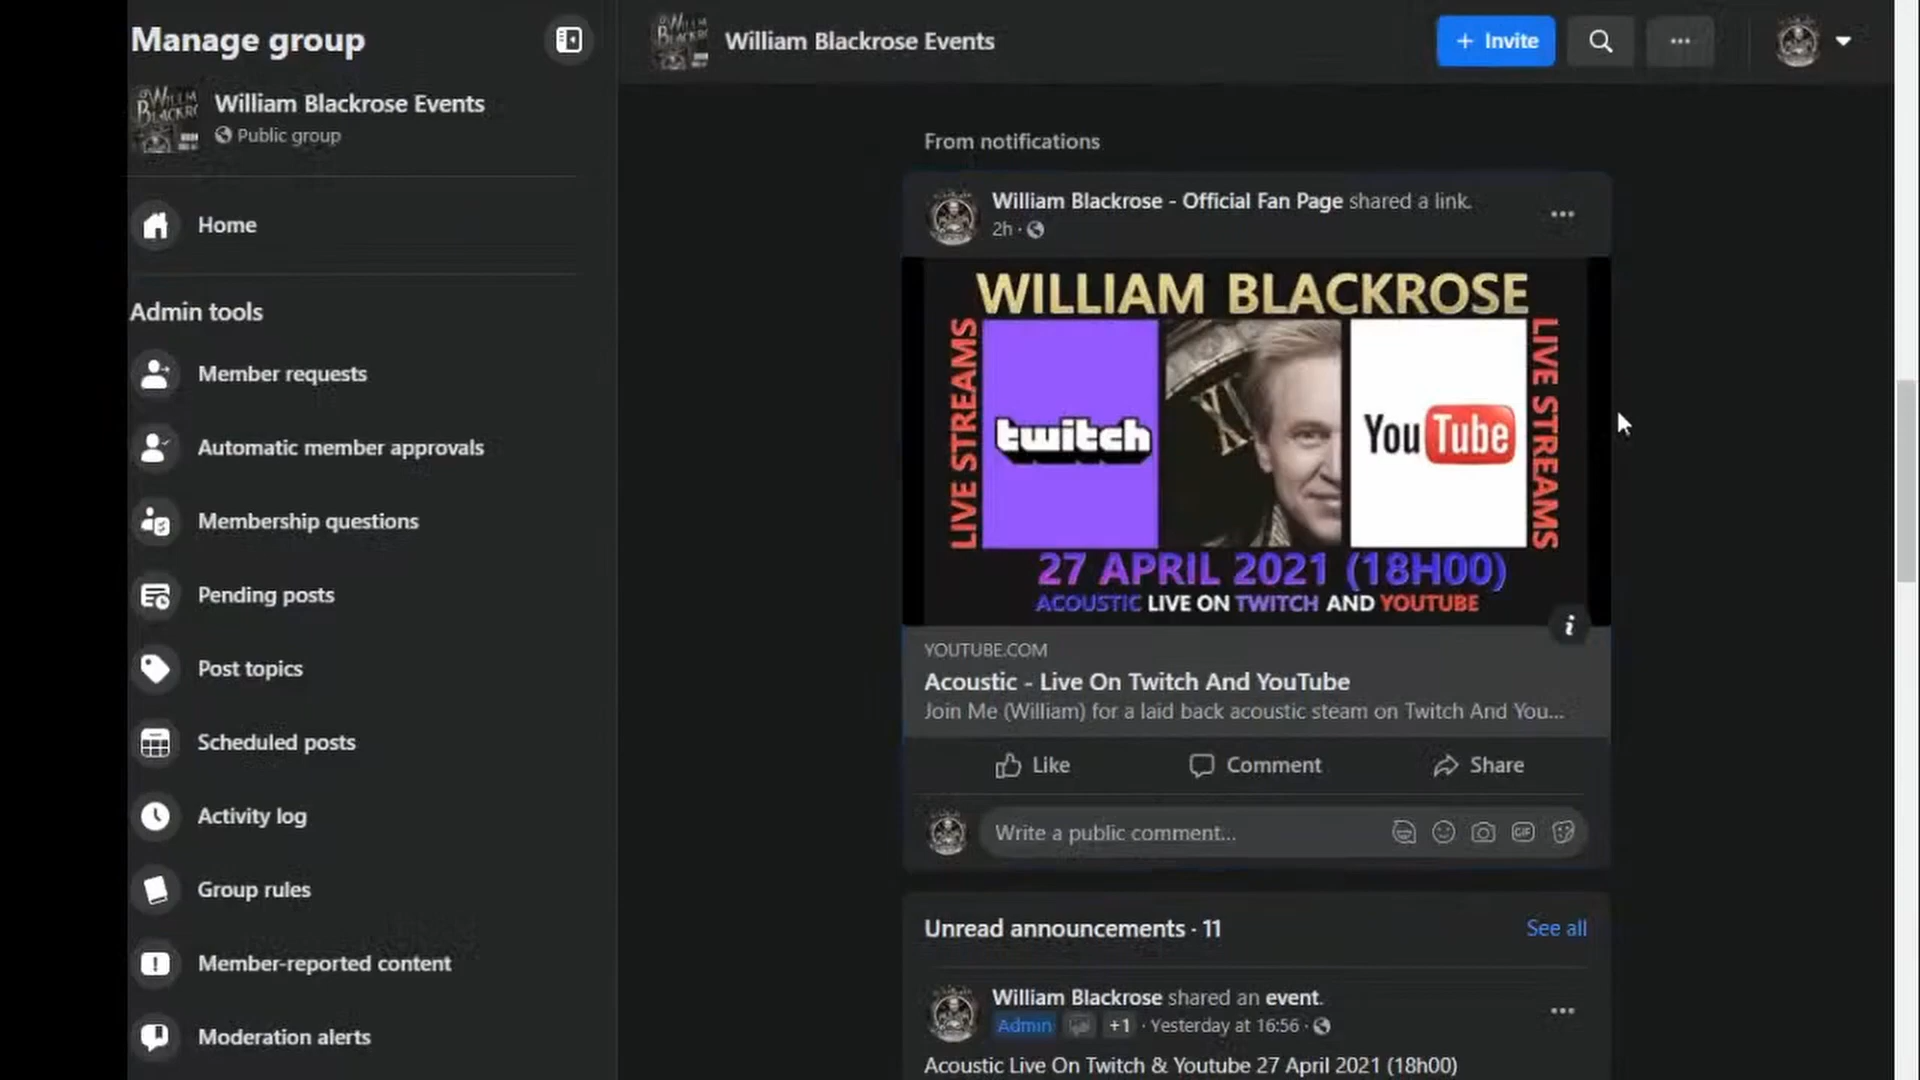 Manage group
William Blackrose Events
Public group
Home
Admin tools
Member requests
Automatic member approvals
Membership questions
Pending posts
Post topics
Scheduled posts
Activity log
Group rules
Member-reported content
Moderation alerts
William Blackrose Events
+ Invite
From notifications
William Blackrose - Official Fan Page shared a link.
2h ·
WILLIAM BLACKROSE
LIVE STREAMS
twitch
YouTube
LIVE STREAMS
27 APRIL 2021 (18H00)
ACOUSTIC LIVE ON TWITCH AND YOUTUBE
YOUTUBE.COM
Acoustic - Live On Twitch And YouTube
Join Me (William) for a laid back acoustic steam on Twitch And You...
Like Comment Share
Write a public comment... GIF
Unread announcements · 11 See all
William Blackrose shared an event.
Admin +1 · Yesterday at 16:56 ·
Acoustic Live On Twitch & Youtube 27 April 2021 (18h00)